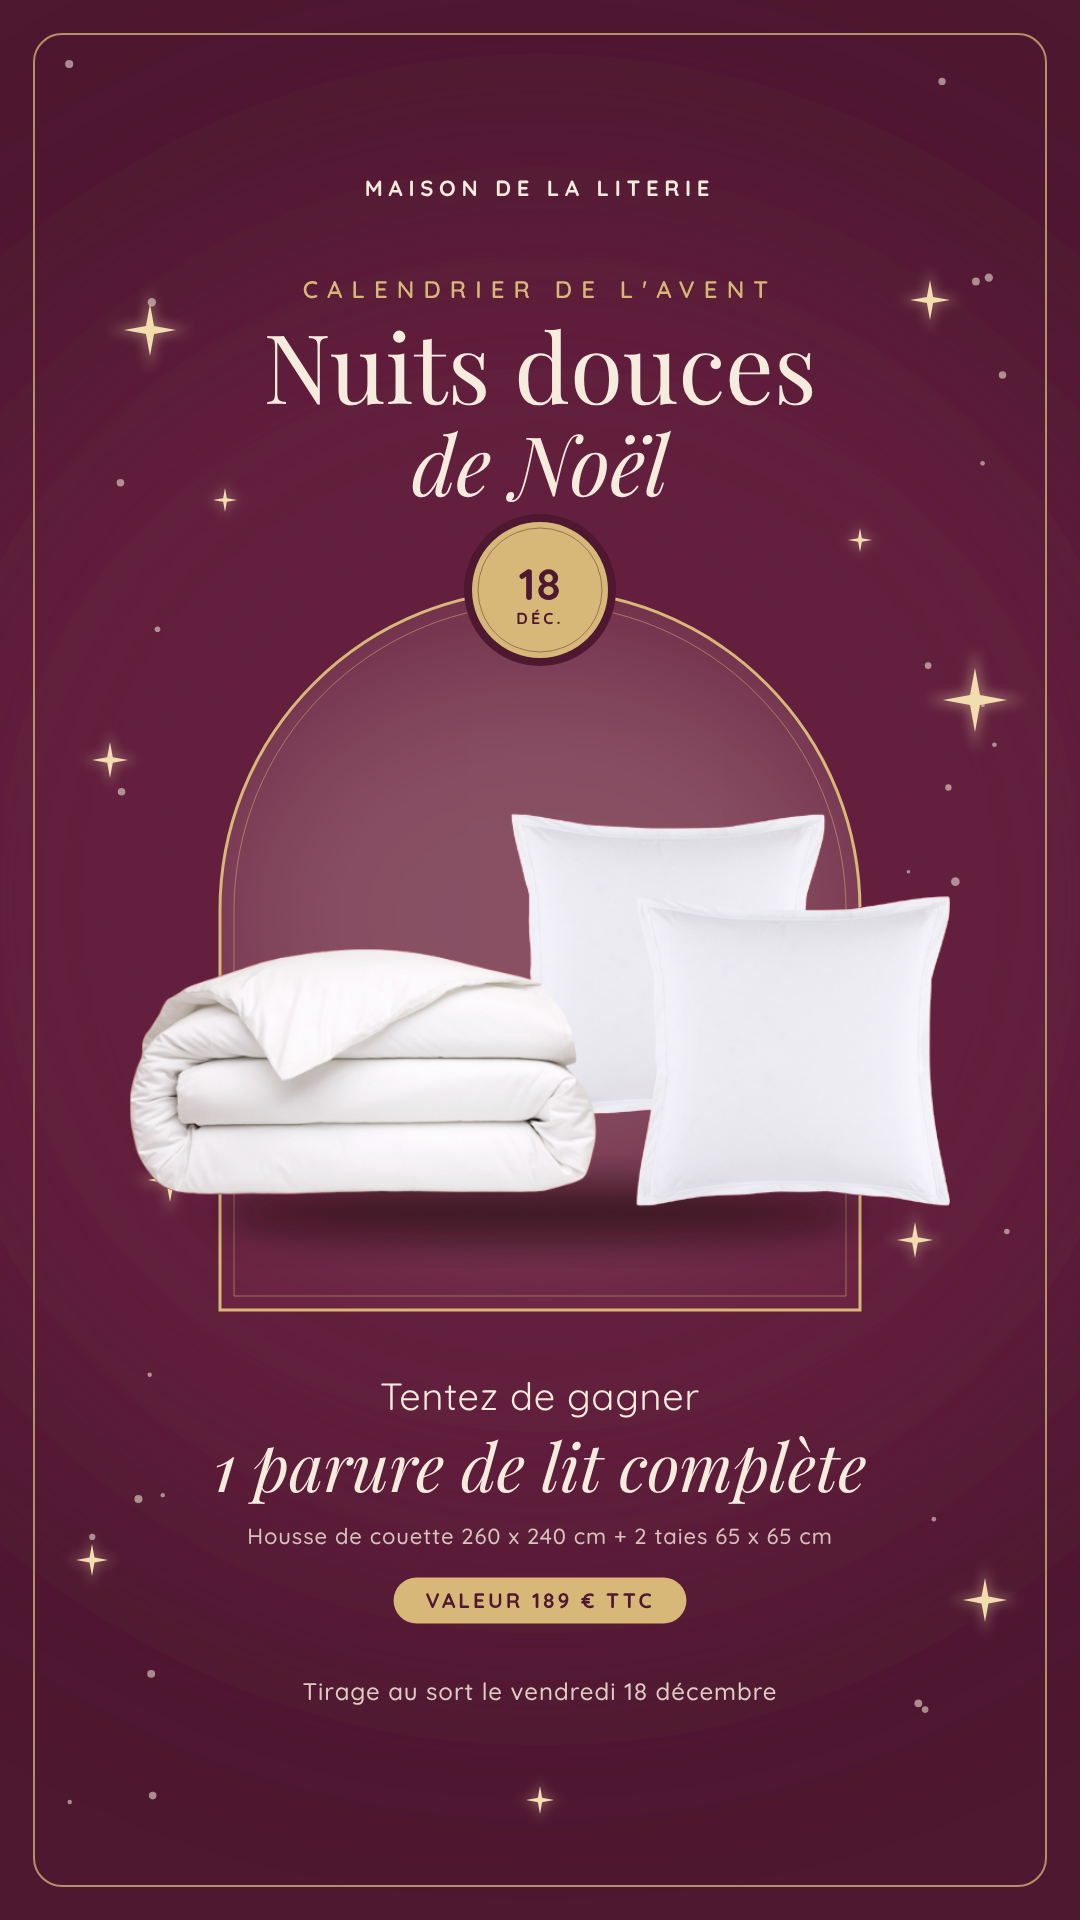 MAISON DE LA LITERIE
CALENDRIER DE L'AVENT
Nuits douces
de Noël
18
DÉC.
Tentez de gagner
1 parure de lit complète
Housse de couette 260 x 240 cm + 2 taies 65 x 65 cm
VALEUR 189 € TTC
Tirage au sort le vendredi 18 décembre